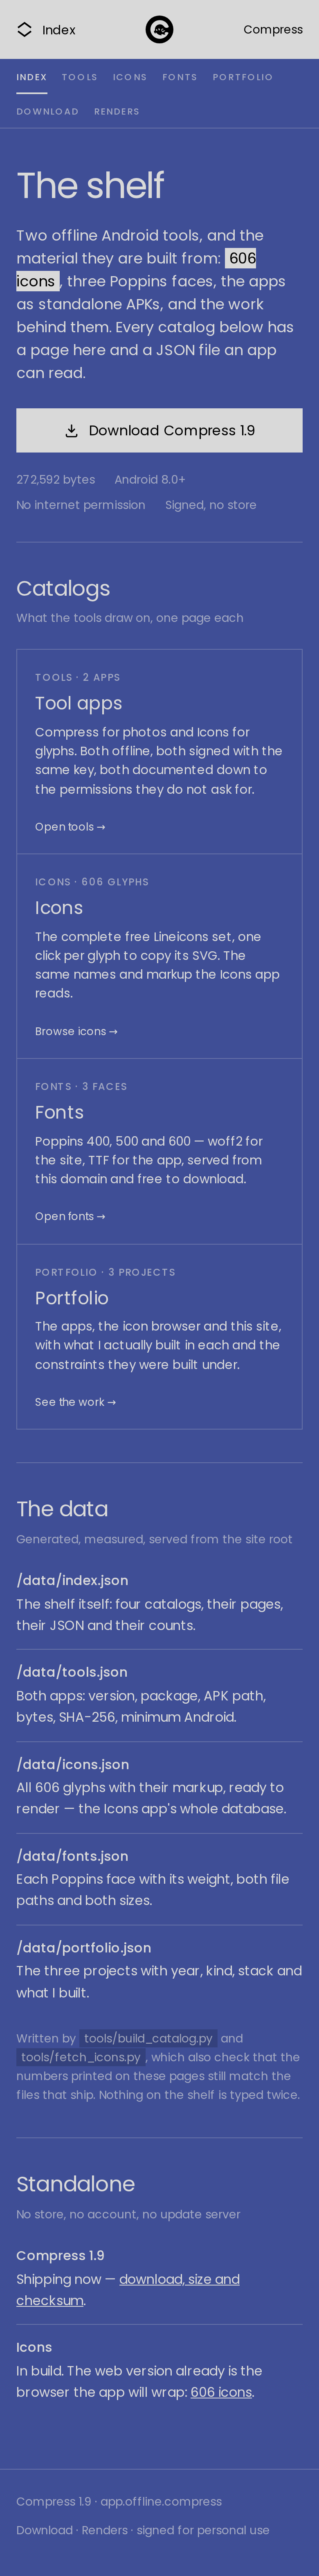 Index
Compress
INDEX TOOLS ICONS FONTS PORTFOLIO
DOWNLOAD RENDERS
The shelf
Two offline Android tools, and the
material they are built from: 606
icons, three Poppins faces, the apps
as standalone APKs, and the work
behind them. Every catalog below has
a page here and a JSON file an app
can read.
Download Compress 1.9
272,592 bytes Android 8.0+
No internet permission Signed, no store
Catalogs
What the tools draw on, one page each
TOOLS · 2 APPS
Tool apps
Compress for photos and Icons for
glyphs. Both offline, both signed with the
same key, both documented down to
the permissions they do not ask for.
Open tools →
ICONS · 606 GLYPHS
Icons
The complete free Lineicons set, one
click per glyph to copy its SVG. The
same names and markup the Icons app
reads.
Browse icons →
FONTS · 3 FACES
Fonts
Poppins 400, 500 and 600 — woff2 for
the site, TTF for the app, served from
this domain and free to download.
Open fonts →
PORTFOLIO · 3 PROJECTS
Portfolio
The apps, the icon browser and this site,
with what I actually built in each and the
constraints they were built under.
See the work →
The data
Generated, measured, served from the site root
/data/index.json
The shelf itself: four catalogs, their pages,
their JSON and their counts.
/data/tools.json
Both apps: version, package, APK path,
bytes, SHA-256, minimum Android.
/data/icons.json
All 606 glyphs with their markup, ready to
render — the Icons app's whole database.
/data/fonts.json
Each Poppins face with its weight, both file
paths and both sizes.
/data/portfolio.json
The three projects with year, kind, stack and
what I built.
Written by tools/build_catalog.py and
tools/fetch_icons.py, which also check that the
numbers printed on these pages still match the
files that ship. Nothing on the shelf is typed twice.
Standalone
No store, no account, no update server
Compress 1.9
Shipping now — download, size and
checksum.
Icons
In build. The web version already is the
browser the app will wrap: 606 icons.
Compress 1.9 · app.offline.compress
Download · Renders · signed for personal use